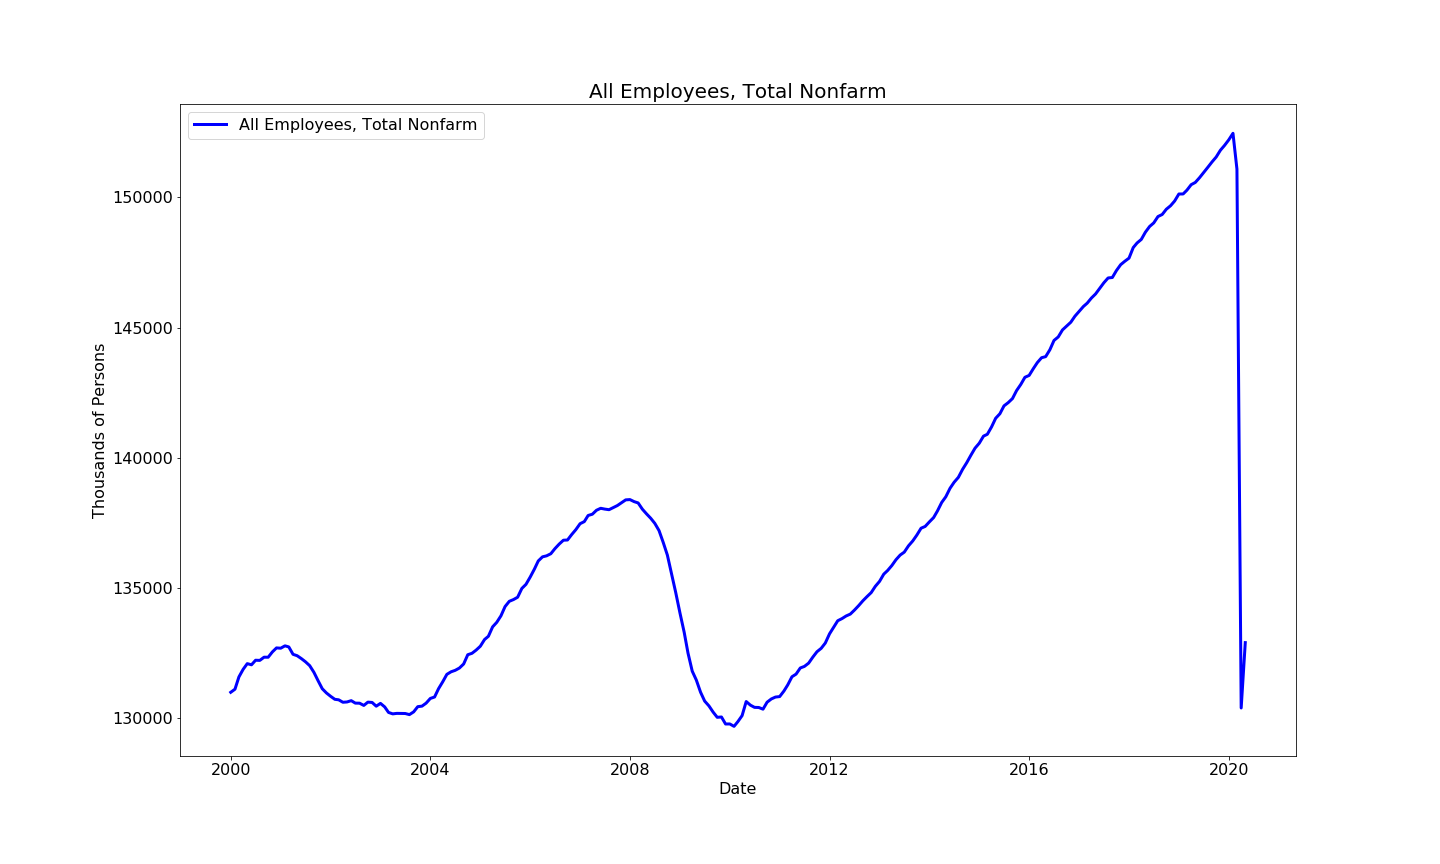 All Employees, Total Nonfarm
All Employees, Total Nonfarm
150000
145000
140000
135000
130000
Thousands of Persons
2000 2004 2008 2012 2016 2020
Date